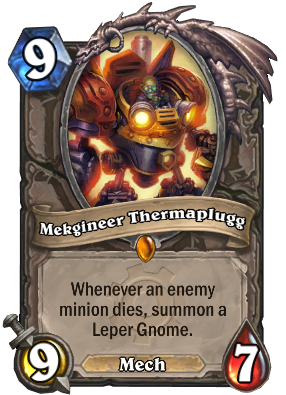 9
Mekgineer Thermaplugg
Whenever an enemy
minion dies, summon a
Leper Gnome.
9
Mech
7